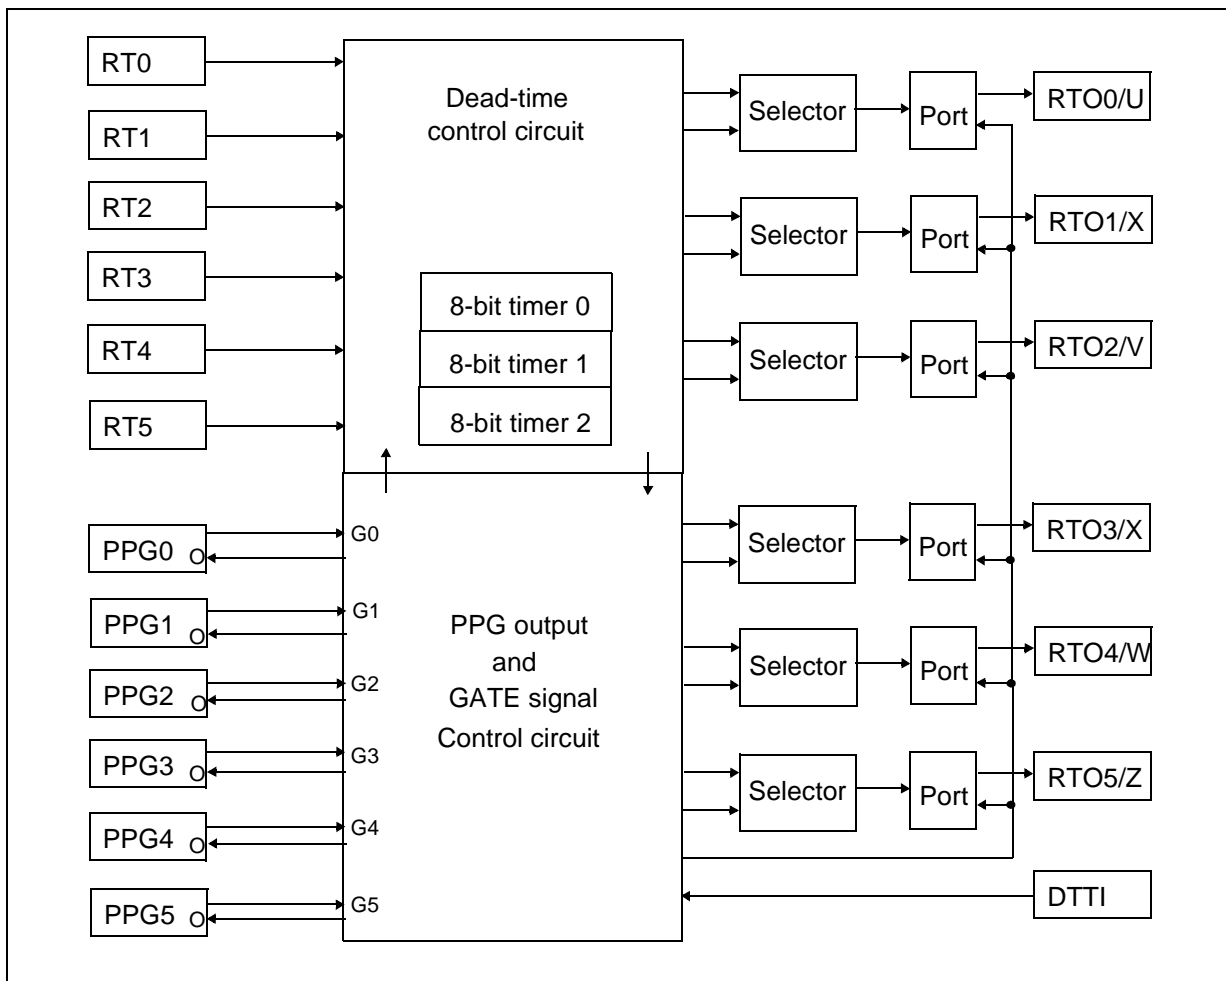 RT0
RT1
RT2
RT3
RT4
RT5
Dead-time
control circuit
8-bit timer 0
8-bit timer 1
8-bit timer 2
Selector
Port
RTO0/U
Selector
Port
RTO1/X
Selector
Port
RTO2/V
PPG0 O
G0
PPG1 O
G1
PPG2 O
G2
PPG3 O
G3
PPG4 O
G4
PPG5 O
G5
PPG output
and
GATE signal
Control circuit
Selector
Port
RTO3/X
Selector
Port
RTO4/W
Selector
Port
RTO5/Z
DTTI